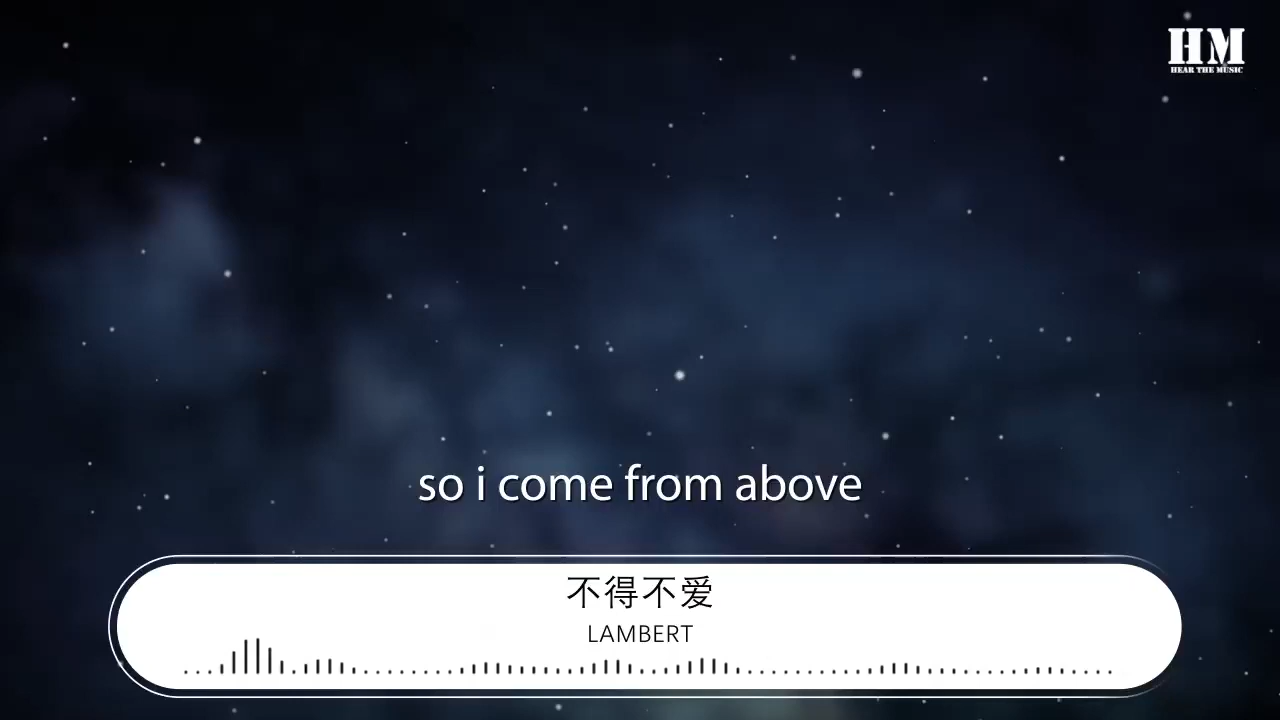 HM
HEAR THE MUSIC
so i come from above
不得不爱
LAMBERT